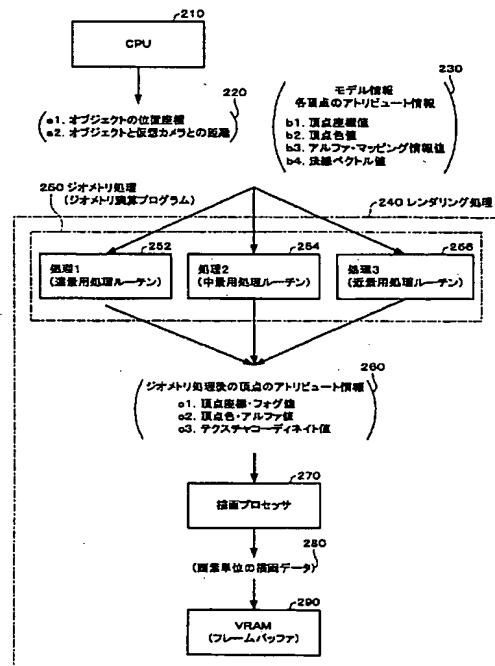 210
CPU
220
a1. オブジェクトの位置座標
a2. オブジェクトと仮想カメラとの距離
230
モデル情報
各頂点のアトリビュート情報
b1. 頂点座標値
b2. 頂点色値
b3. アルファ・マッピング情報値
b4. 法線ベクトル値
250 ジオメトリ処理
(ジオメトリ演算プログラム)
240 レンダリング処理
252
処理1
(遠景用処理ルーチン)
254
処理2
(中景用処理ルーチン)
256
処理3
(近景用処理ルーチン)
260
ジオメトリ処理後の頂点のアトリビュート情報
c1. 頂点座標・フォグ値
c2. 頂点色・アルファ値
c3. テクスチャコーディネイト値
270
描画プロセッサ
280
(画素単位の描画データ)
290
VRAM
(フレームバッファ)